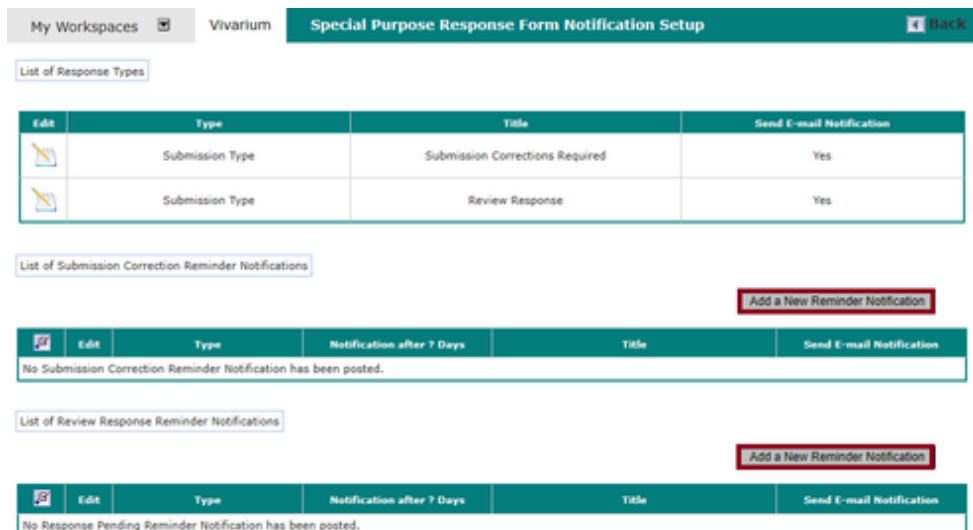 My Workspaces Vivarium Special Purpose Response Form Notification Setup Back
List of Response Types
Edit Type Title Send E-mail Notification
Submission Type Submission Corrections Required Yes
Submission Type Review Response Yes
List of Submission Correction Reminder Notifications
Add a New Reminder Notification
Edit Type Notification after ? Days Title Send E-mail Notification
No Submission Correction Reminder Notification has been posted.
List of Review Response Reminder Notifications
Add a New Reminder Notification
Edit Type Notification after ? Days Title Send E-mail Notification
No Response Pending Reminder Notification has been posted.